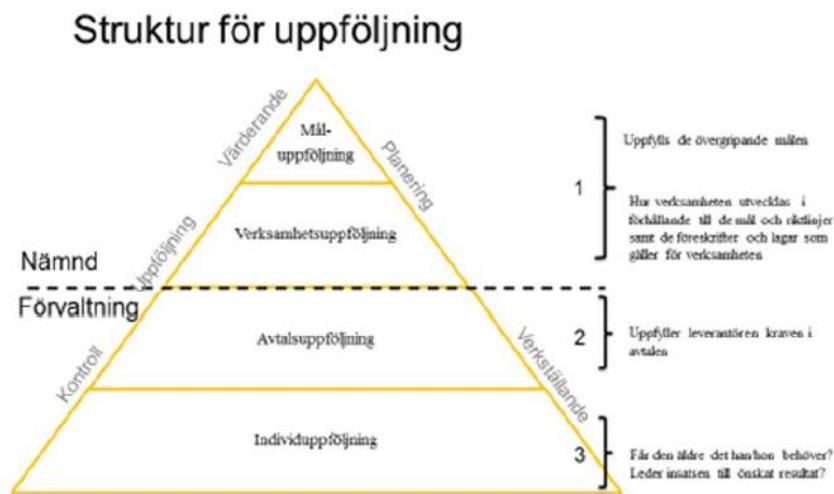 Struktur för uppföljning
Värderande
Mål-
uppföljning
Planering
1
Uppfylls de övergripande målen
Hur verksamheten utvecklas i
förhållande till de mål och riktlinjer
samt de föreskrifter och lagar som
gäller för verksamheten
Uppföljning
Verksamhetsuppföljning
Nämnd
Förvaltning
Kontroll
Avtalsuppföljning
Verkställande
2
Uppfyller leverantören kraven i
avtalen
Individuppföljning
3
Får den äldre det han/hon behöver?
Leder insatsen till önskat resultat?